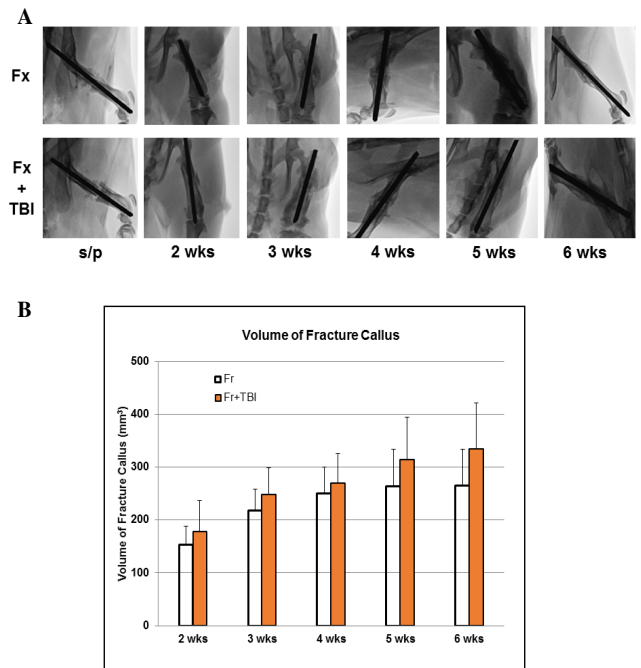 A
Fx
Fx
+
TBI
s/p 2 wks 3 wks 4 wks 5 wks 6 wks
B
Volume of Fracture Callus
Volume of Fracture Callus (mm³)
500
400
300
200
100
0
Fr
Fr+TBI
2 wks 3 wks 4 wks 5 wks 6 wks